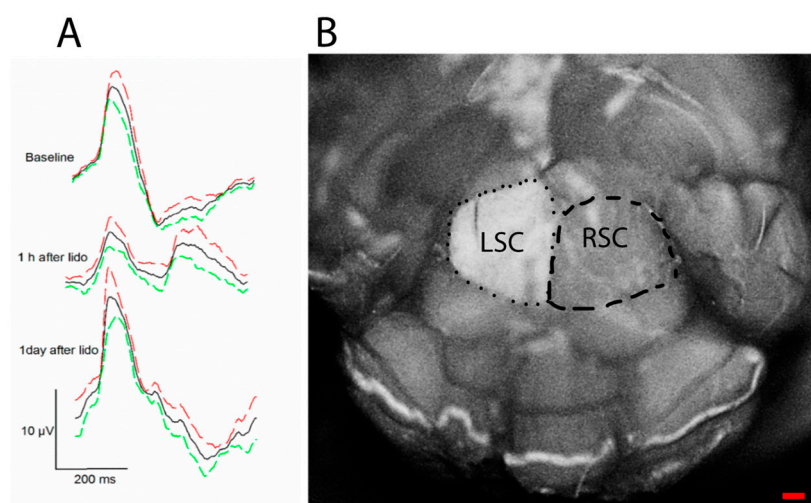 A
B
Baseline
1 h after lido
1day after lido
10 µV
200 ms
LSC
RSC